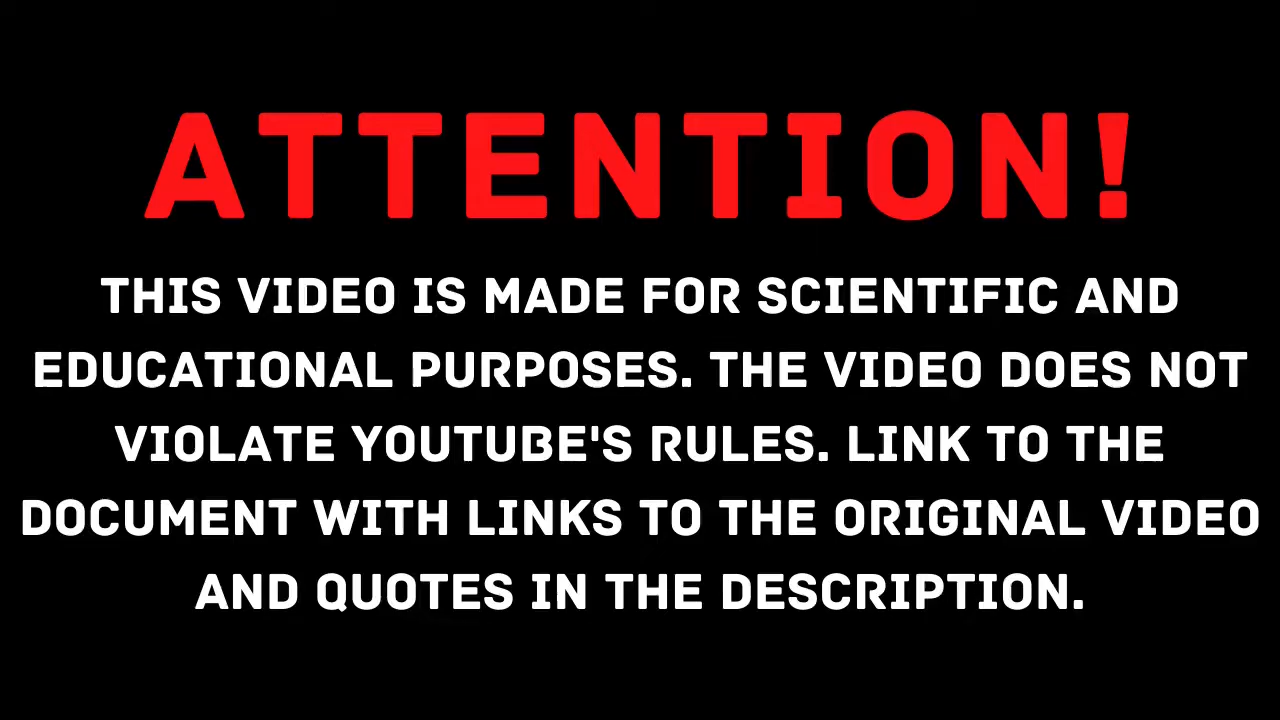 ATTENTION!
THIS VIDEO IS MADE FOR SCIENTIFIC AND
EDUCATIONAL PURPOSES. THE VIDEO DOES NOT
VIOLATE YOUTUBE'S RULES. LINK TO THE
DOCUMENT WITH LINKS TO THE ORIGINAL VIDEO
AND QUOTES IN THE DESCRIPTION.